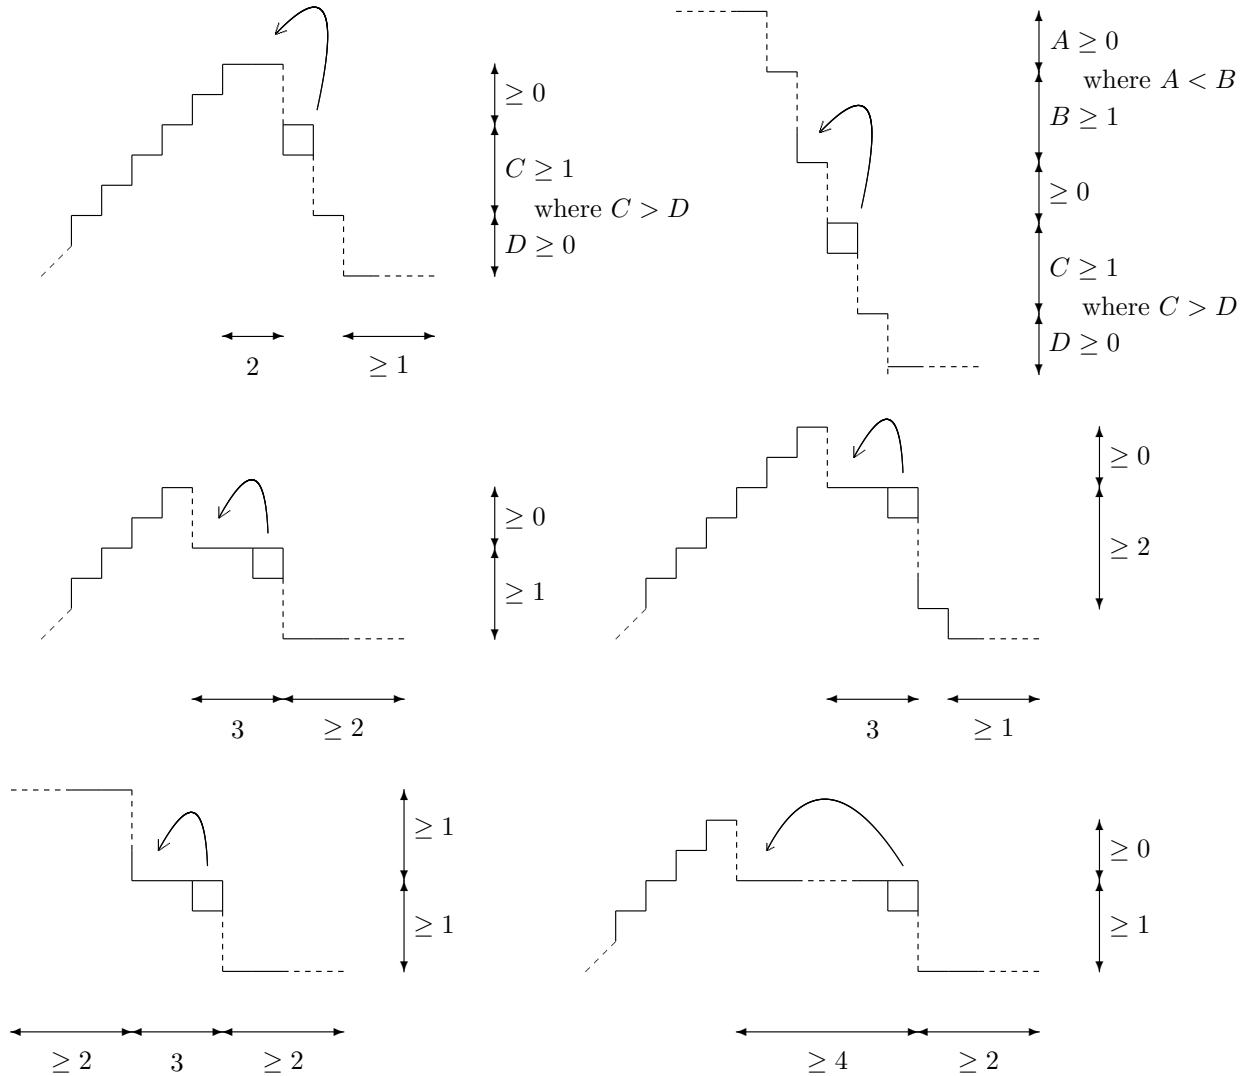 ≥ 0
C ≥ 1
where C > D
D ≥ 0
2
≥ 1
A ≥ 0
where A < B
B ≥ 1
≥ 0
C ≥ 1
where C > D
D ≥ 0
≥ 0
≥ 1
3
≥ 2
≥ 0
≥ 2
3
≥ 1
≥ 1
≥ 1
≥ 2
3
≥ 2
≥ 0
≥ 1
≥ 4
≥ 2